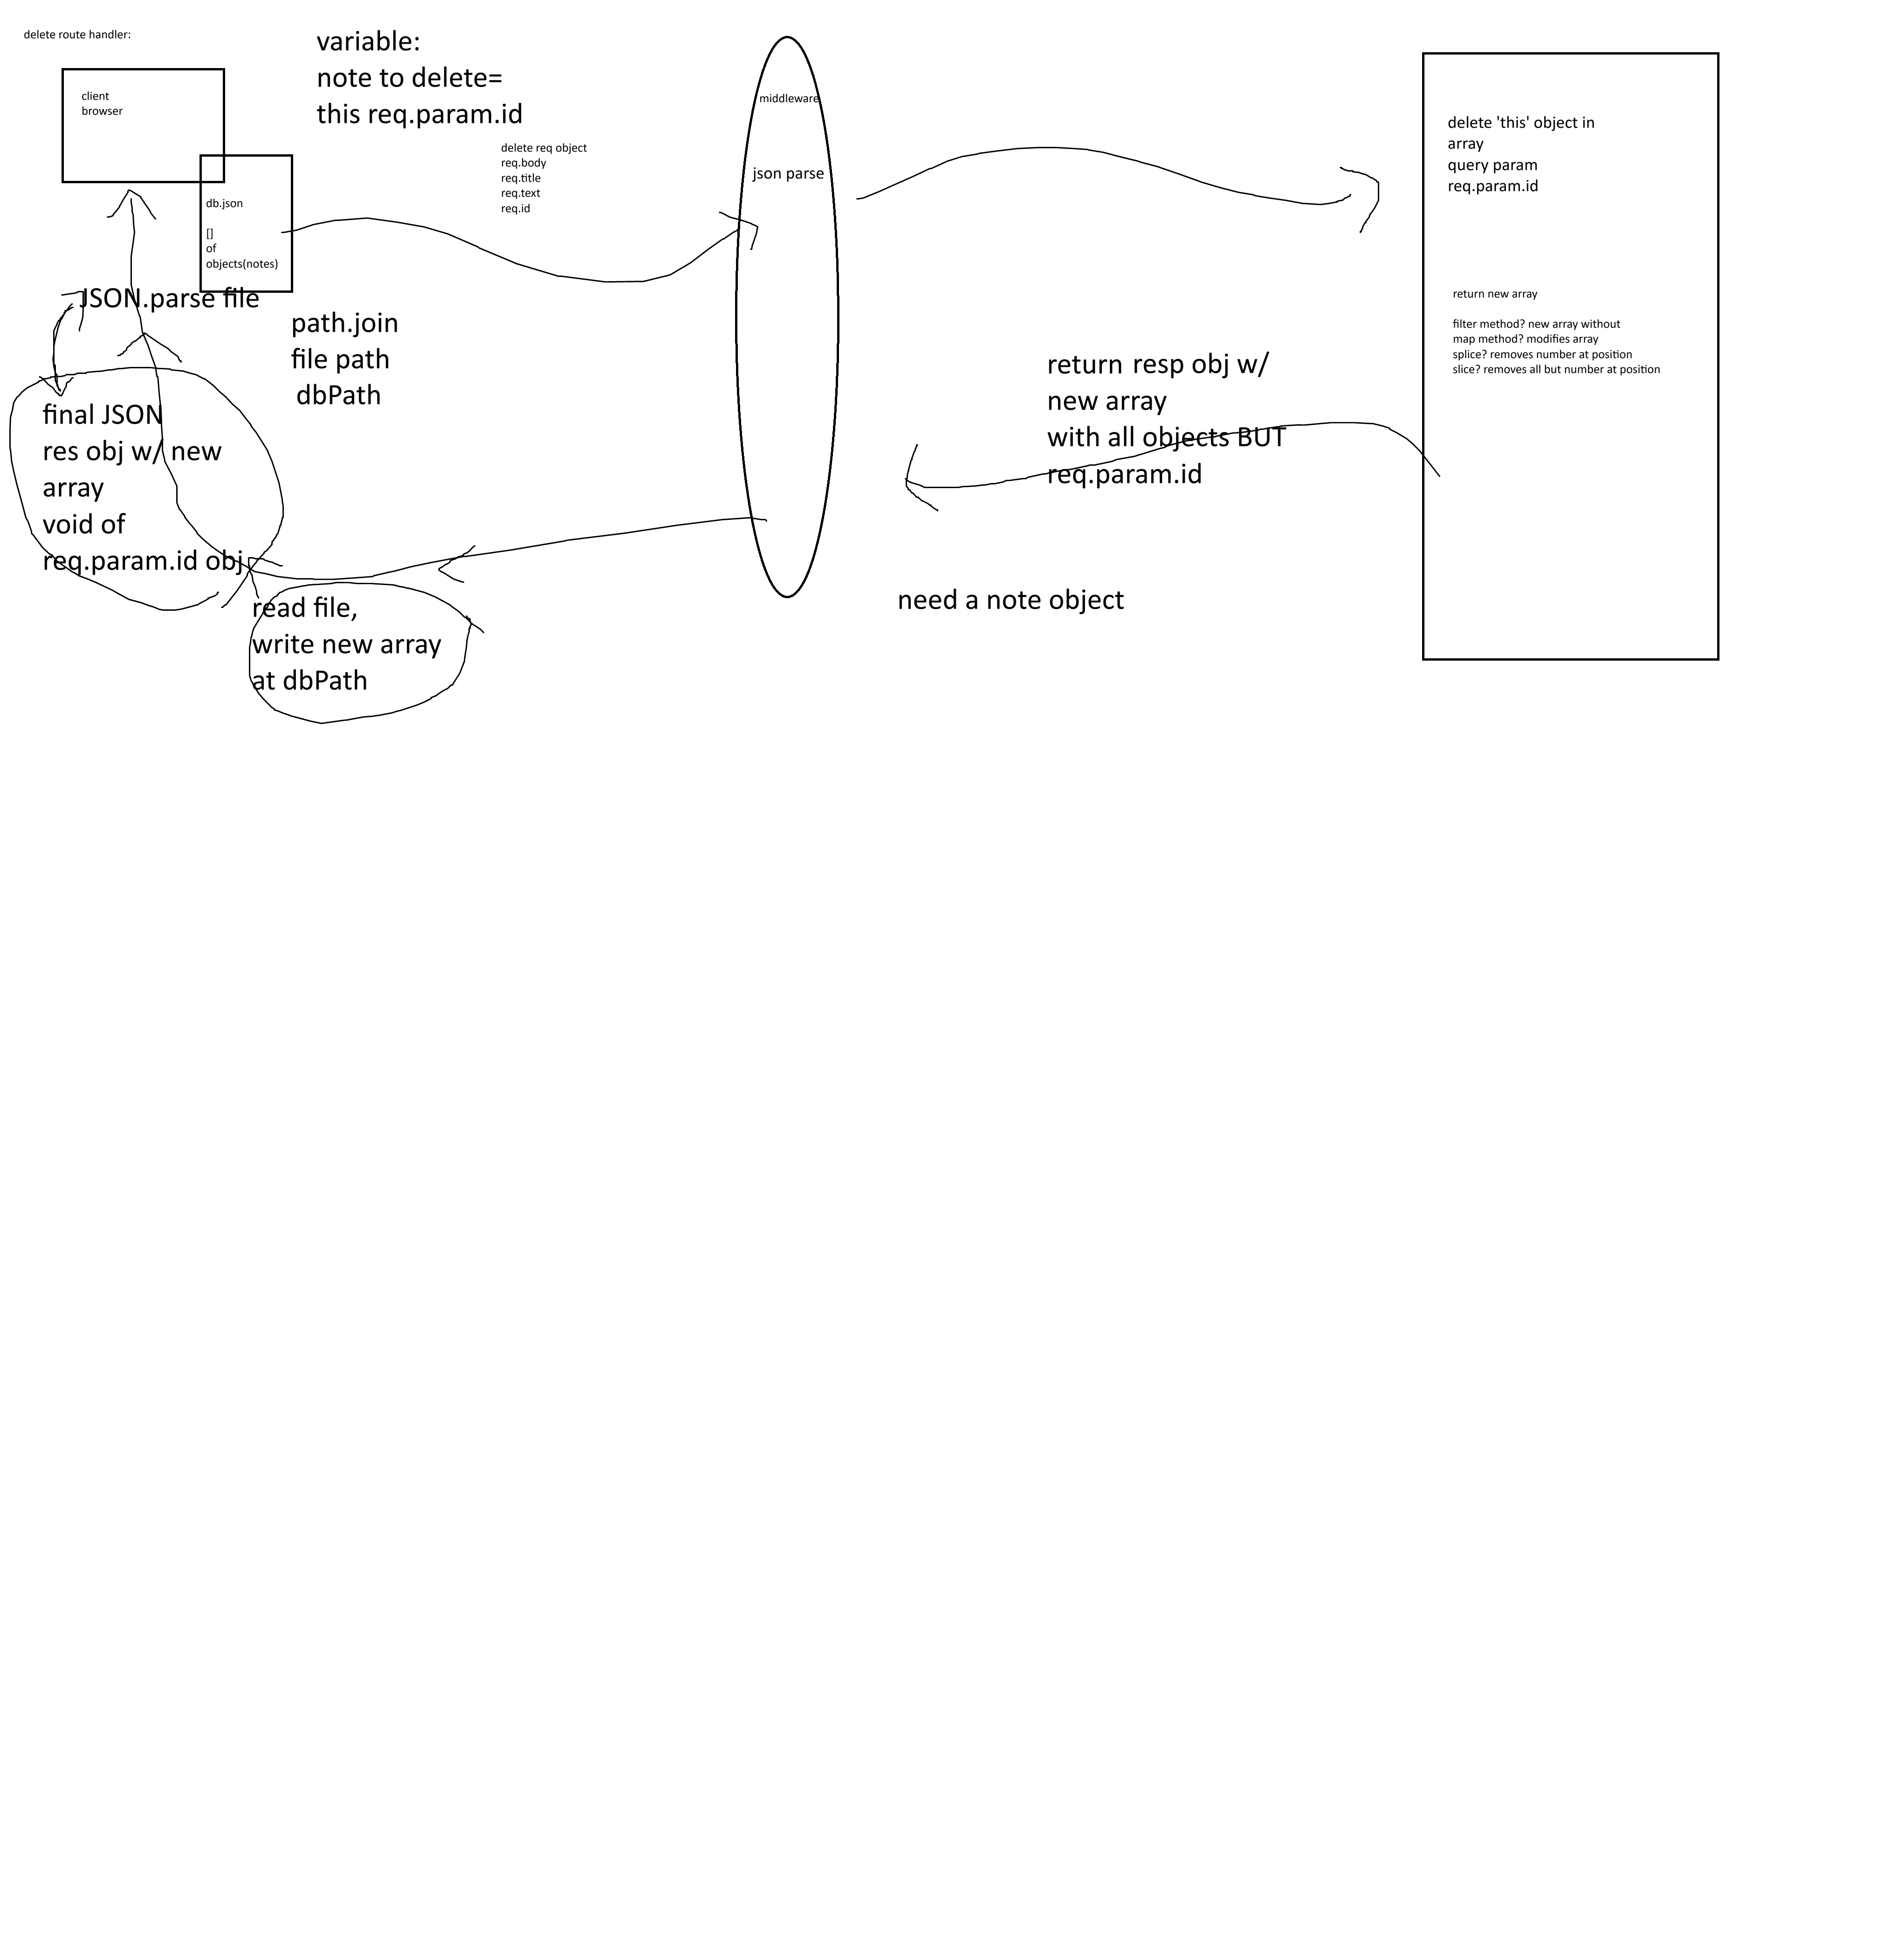 delete route handler:
client
browser
db.json
[]
of
objects(notes)
variable:
note to delete=
this req.param.id
delete req object
req.body
req.title
req.text
req.id
middleware
json parse
delete 'this' object in
array
query param
req.param.id
return new array
filter method? new array without
map method? modifies array
splice? removes number at position
slice? removes all but number at position
JSON.parse file
path.join
file path
dbPath
final JSON
res obj w/ new
array
void of
req.param.id obj
return resp obj w/
new array
with all objects BUT
req.param.id
read file,
write new array
at dbPath
need a note object